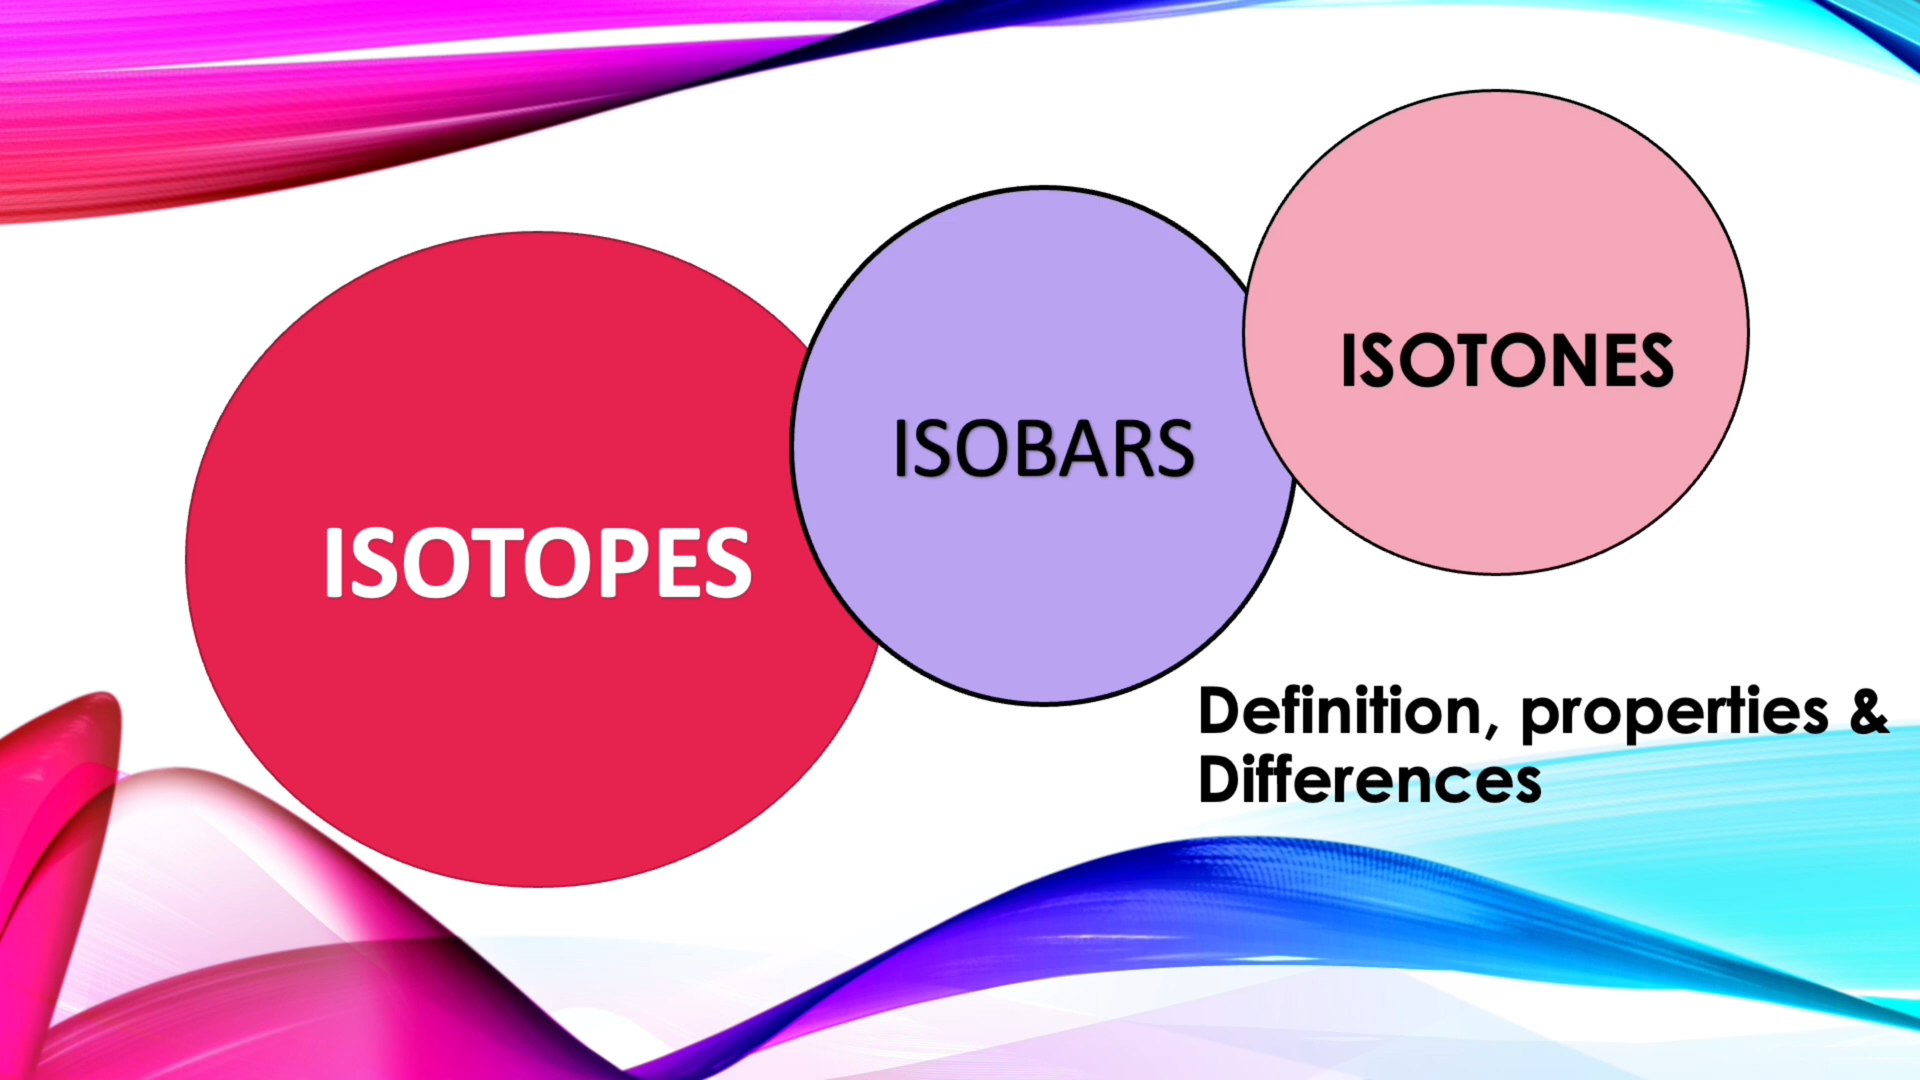 ISOTOPES
ISOBARS
ISOTONES
Definition, properties &
Differences